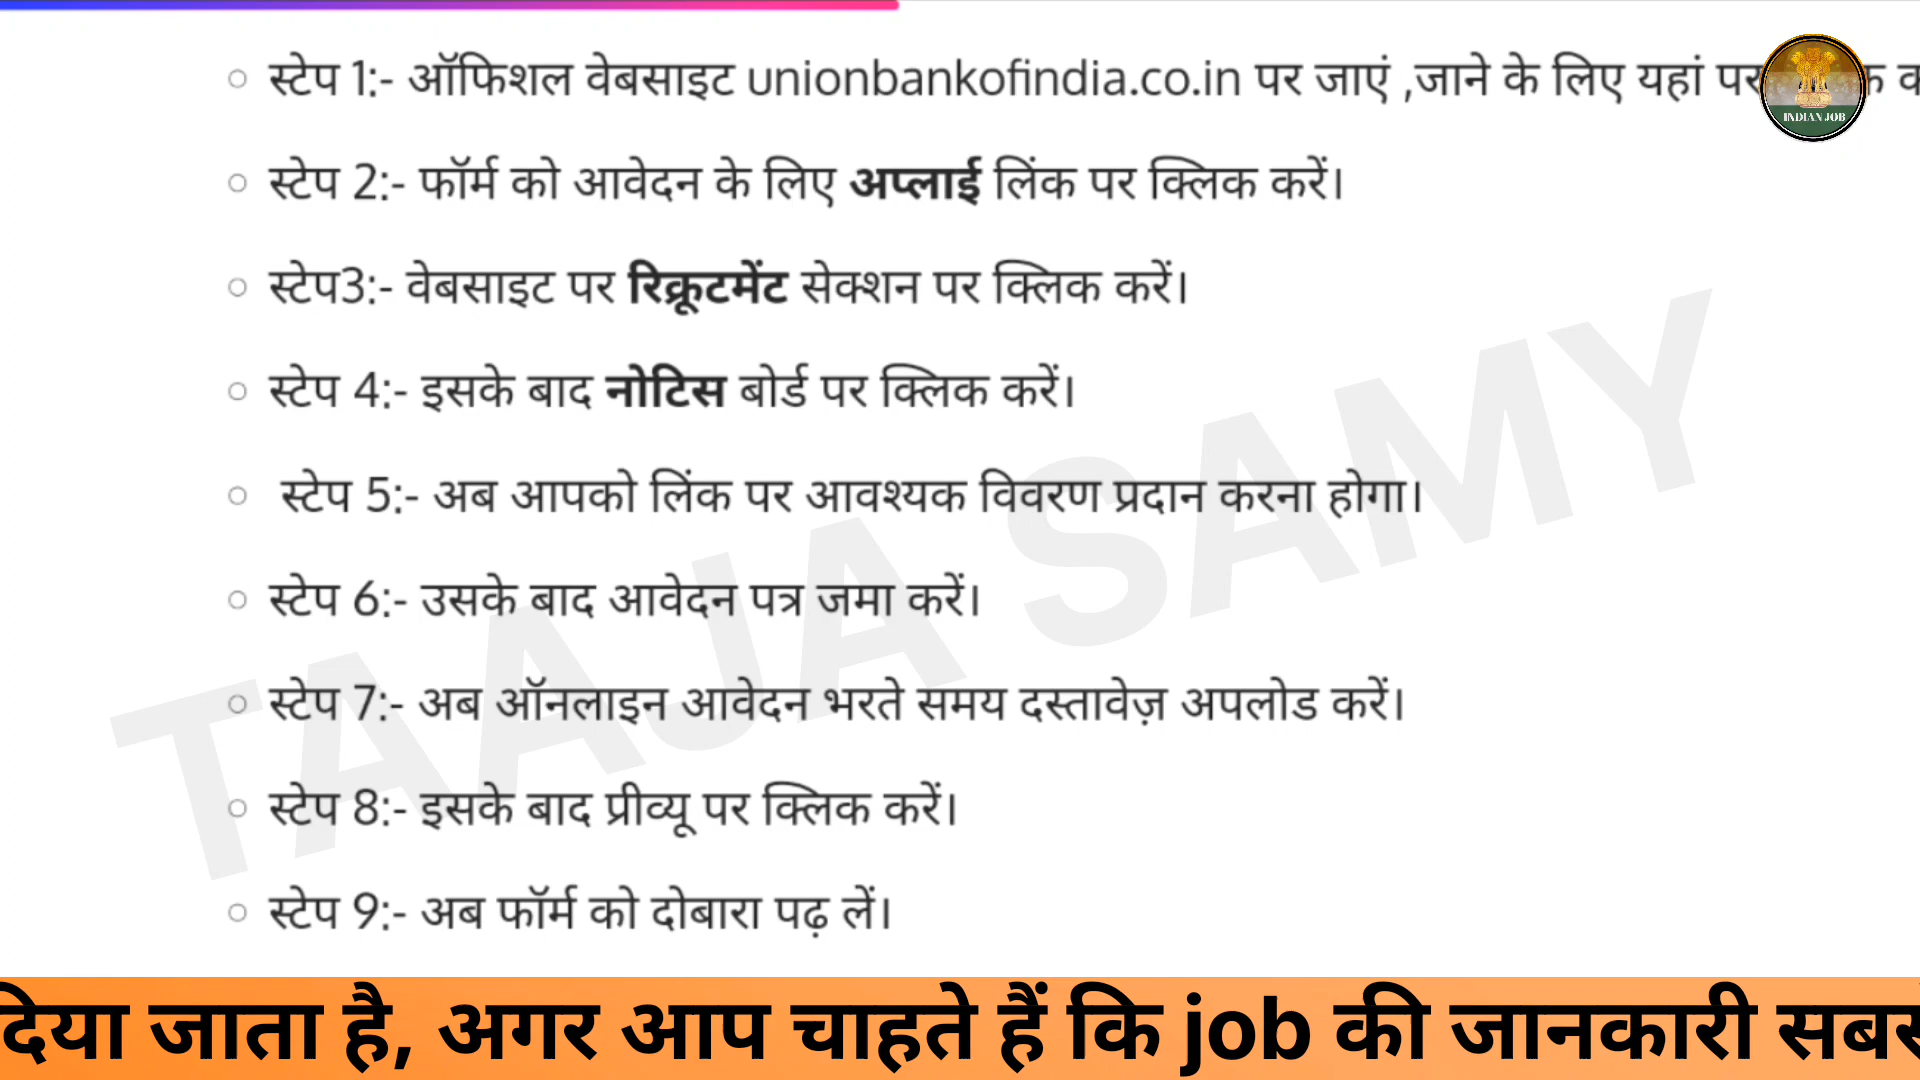 स्टेप 1:- ऑफिशल वेबसाइट unionbankofindia.co.in पर जाएं ,जाने के लिए यहां पर
INDIAN JOB
स्टेप 2:- फॉर्म को आवेदन के लिए अप्लाई लिंक पर क्लिक करें।
स्टेप3:- वेबसाइट पर रिक्रूटमेंट सेक्शन पर क्लिक करें।
स्टेप 4:- इसके बाद नोटिस बोर्ड पर क्लिक करें।
स्टेप 5:- अब आपको लिंक पर आवश्यक विवरण प्रदान करना होगा।
स्टेप 6:- उसके बाद आवेदन पत्र जमा करें।
स्टेप 7:- अब ऑनलाइन आवेदन भरते समय दस्तावेज़ अपलोड करें।
स्टेप 8:- इसके बाद प्रीव्यू पर क्लिक करें।
स्टेप 9:- अब फॉर्म को दोबारा पढ़ लें।
TAAJA SAMY
दिया जाता है, अगर आप चाहते हैं कि job की जानकारी